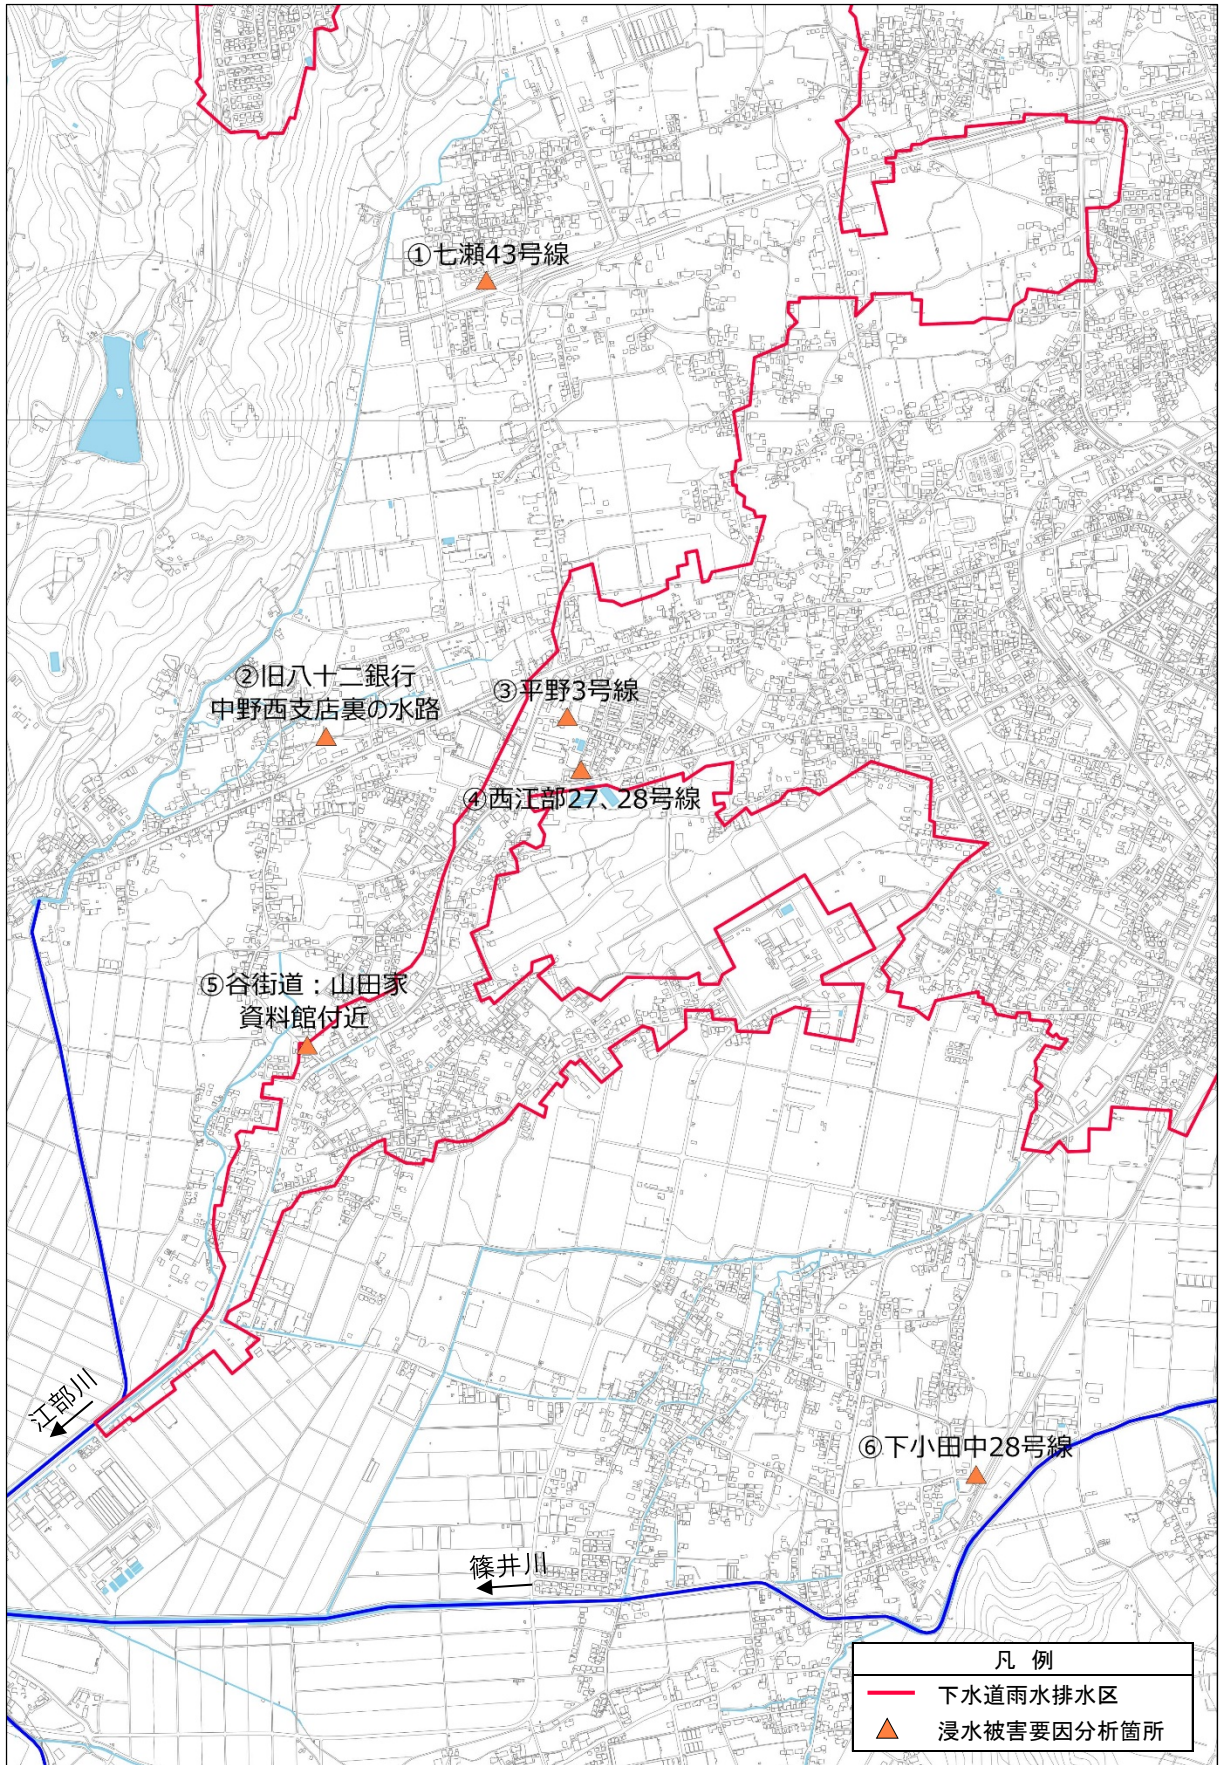 ①七瀬43号線
②旧八十二銀行
中野西支店裏の水路
③平野3号線
④西江部27、28号線
⑤谷街道：山田家
資料館付近
江部川
⑥下小田中28号線
篠井川
凡 例
下水道雨水排水区
浸水被害要因分析箇所